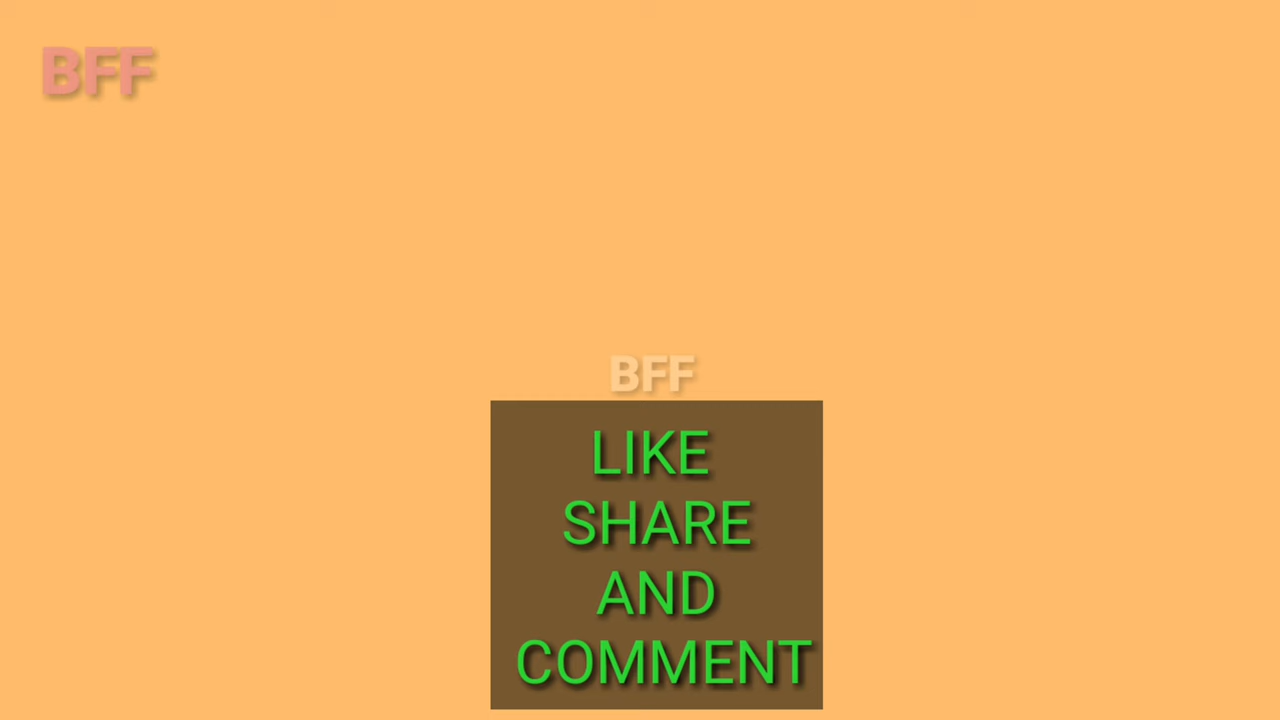 BFF
BFF
LIKE
SHARE
AND
COMMENT